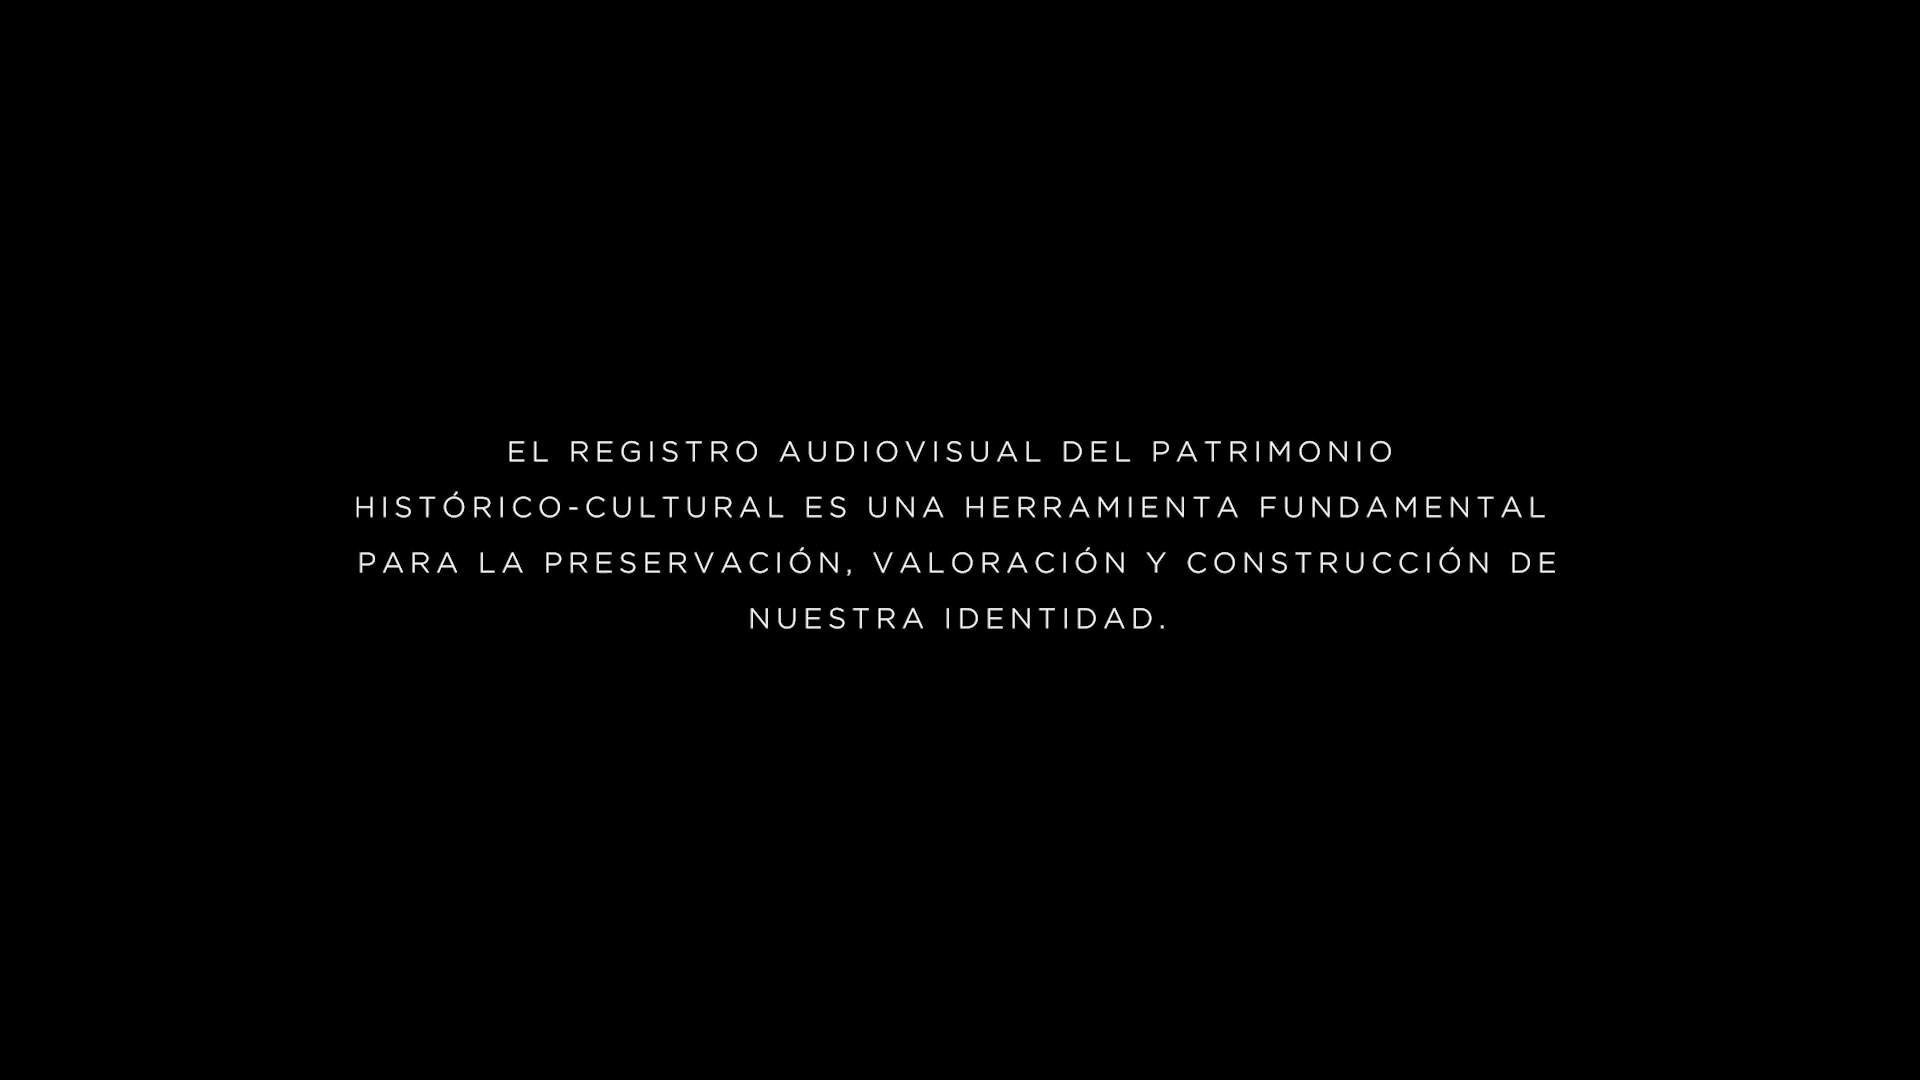 EL REGISTRO AUDIOVISUAL DEL PATRIMONIO
HISTÓRICO-CULTURAL ES UNA HERRAMIENTA FUNDAMENTAL
PARA LA PRESERVACIÓN, VALORACIÓN Y CONSTRUCCIÓN DE
NUESTRA IDENTIDAD.